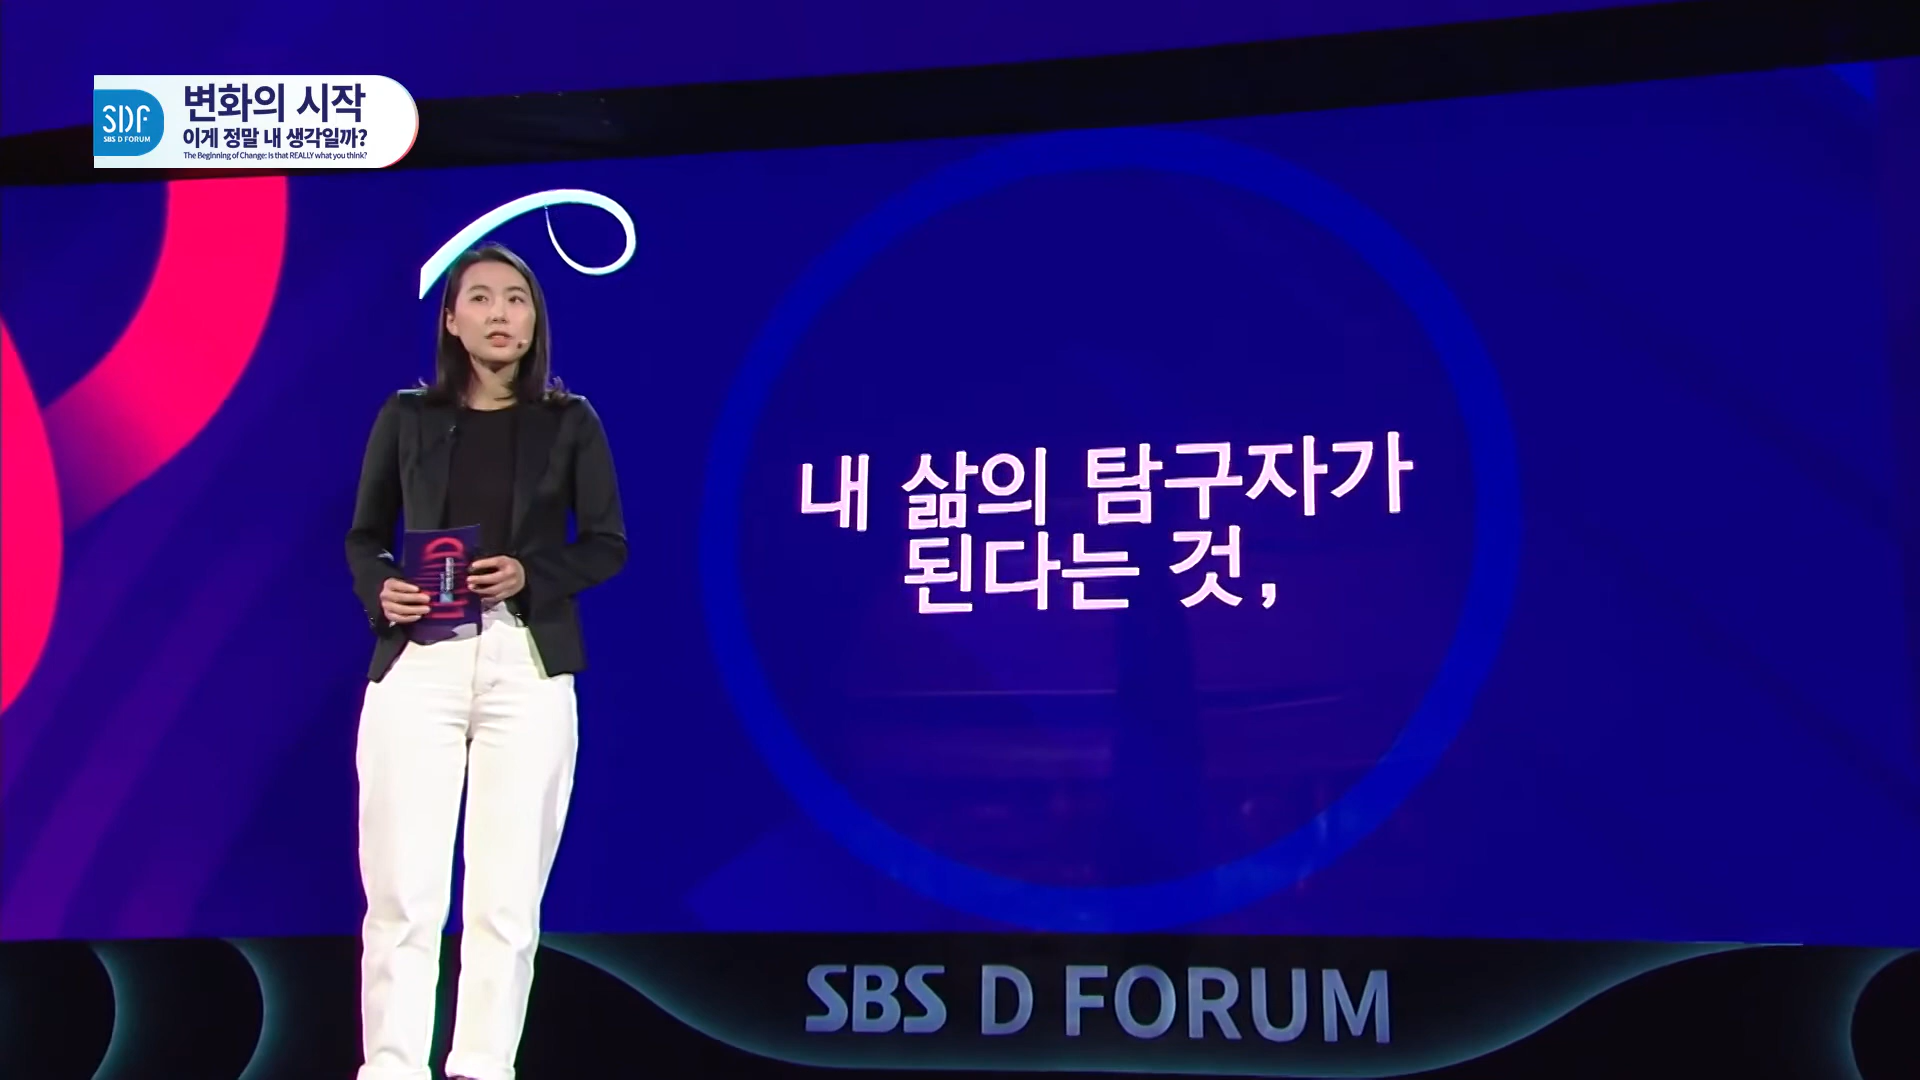 SDF
SBS D FORUM
변화의 시작
이게 정말 내 생각일까?
The Beginning of Change: Is that REALLY what you think?
내 삶의 탐구자가
된다는 것,
SBS D FORUM